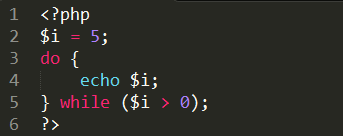 1 <?php
2 $i = 5;
3 do {
4     echo $i;
5 } while ($i > 0);
6 ?>